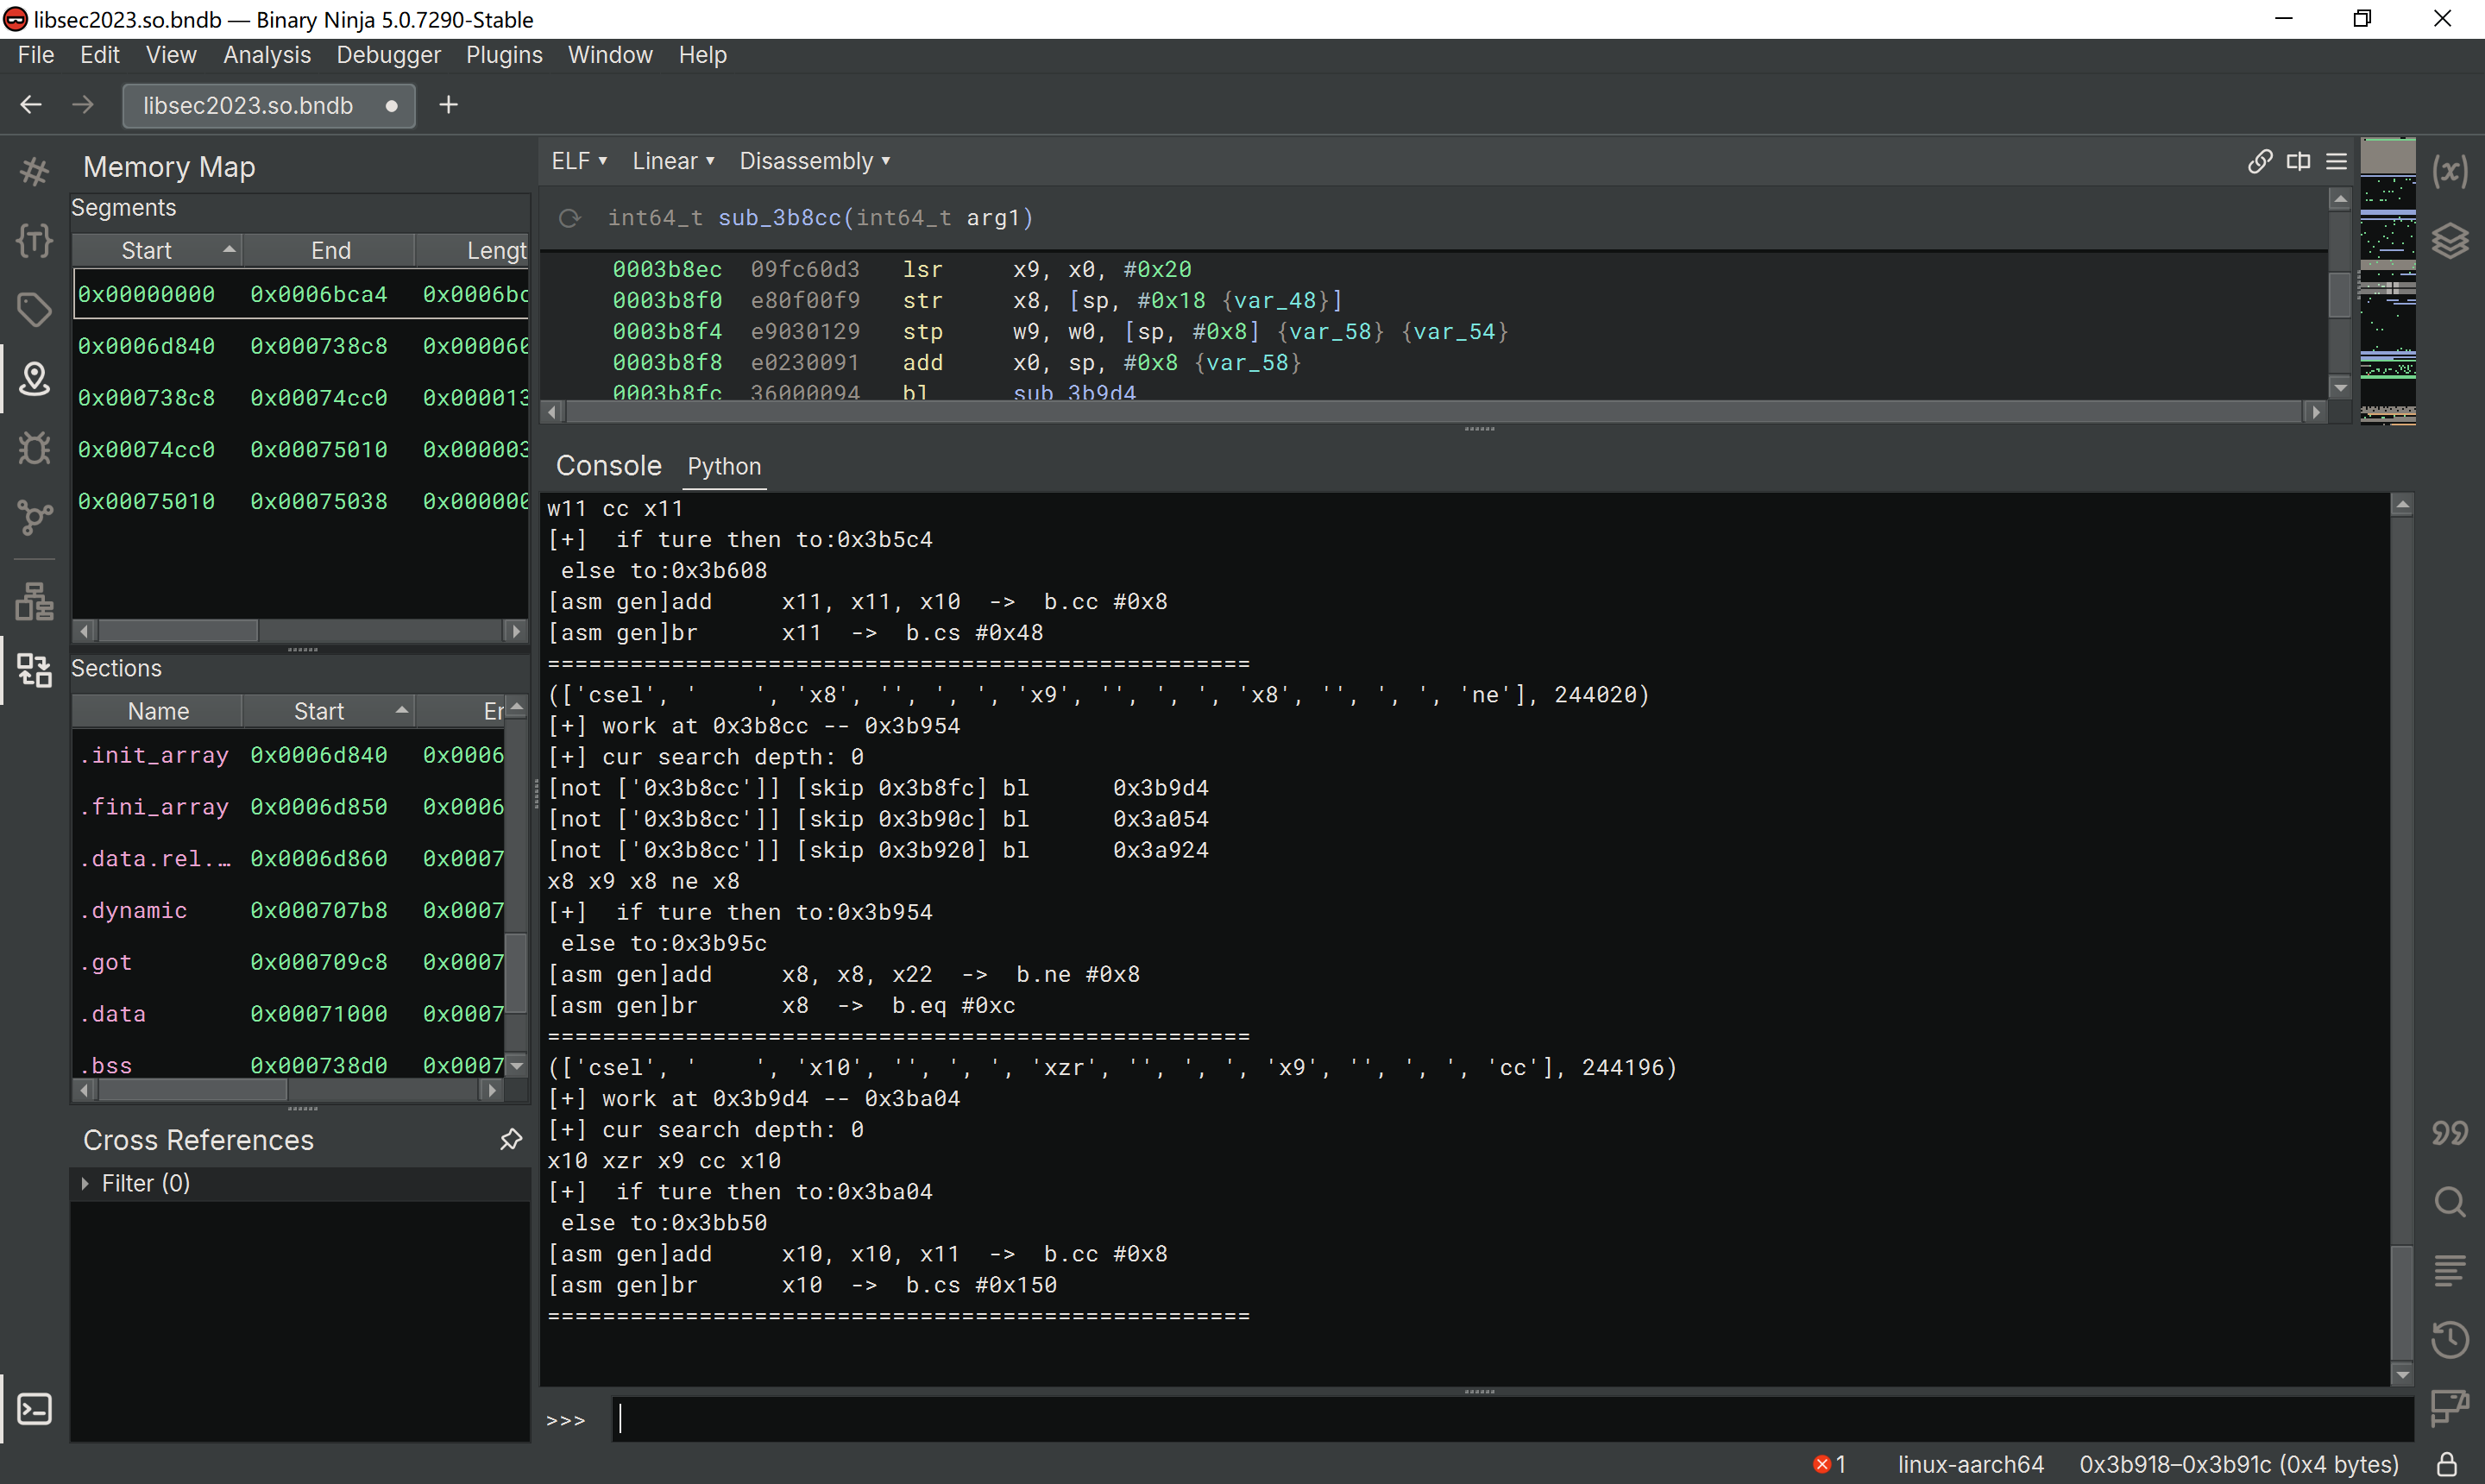 libsec2023.so.bndb — Binary Ninja 5.0.7290-Stable
File Edit View Analysis Debugger Plugins Window Help
libsec2023.so.bndb
Memory Map
Segments
Start End Lengt
0x00000000 0x0006bca4 0x0006bc
0x0006d840 0x000738c8 0x000060
0x000738c8 0x00074cc0 0x000013
0x00074cc0 0x00075010 0x000003
0x00075010 0x00075038 0x000000
Sections
Name Start Er
.init_array 0x0006d840 0x0006
.fini_array 0x0006d850 0x0006
.data.rel.… 0x0006d860 0x0007
.dynamic 0x000707b8 0x0007
.got 0x000709c8 0x0007
.data 0x00071000 0x0007
.bss 0x000738d0 0x0007
Cross References
Filter (0)
ELF Linear Disassembly
int64_t sub_3b8cc(int64_t arg1)
0003b8ec 09fc60d3 lsr x9, x0, #0x20
0003b8f0 e80f00f9 str x8, [sp, #0x18 {var_48}]
0003b8f4 e9030129 stp w9, w0, [sp, #0x8] {var_58} {var_54}
0003b8f8 e0230091 add x0, sp, #0x8 {var_58}
0003b8fc 36000094 bl sub_3b9d4
Console Python
w11 cc x11
[+]  if ture then to:0x3b5c4
 else to:0x3b608
[asm gen]add     x11, x11, x10  ->  b.cc #0x8
[asm gen]br      x11  ->  b.cs #0x48
===================================================
(['csel', '    ', 'x8', '', ', ', 'x9', '', ', ', 'x8', '', ', ', 'ne'], 244020)
[+] work at 0x3b8cc -- 0x3b954
[+] cur search depth: 0
[not ['0x3b8cc']] [skip 0x3b8fc] bl      0x3b9d4
[not ['0x3b8cc']] [skip 0x3b90c] bl      0x3a054
[not ['0x3b8cc']] [skip 0x3b920] bl      0x3a924
x8 x9 x8 ne x8
[+]  if ture then to:0x3b954
 else to:0x3b95c
[asm gen]add     x8, x8, x22  ->  b.ne #0x8
[asm gen]br      x8  ->  b.eq #0xc
===================================================
(['csel', '    ', 'x10', '', ', ', 'xzr', '', ', ', 'x9', '', ', ', 'cc'], 244196)
[+] work at 0x3b9d4 -- 0x3ba04
[+] cur search depth: 0
x10 xzr x9 cc x10
[+]  if ture then to:0x3ba04
 else to:0x3bb50
[asm gen]add     x10, x10, x11  ->  b.cc #0x8
[asm gen]br      x10  ->  b.cs #0x150
===================================================
>>>
1 linux-aarch64 0x3b918–0x3b91c (0x4 bytes)